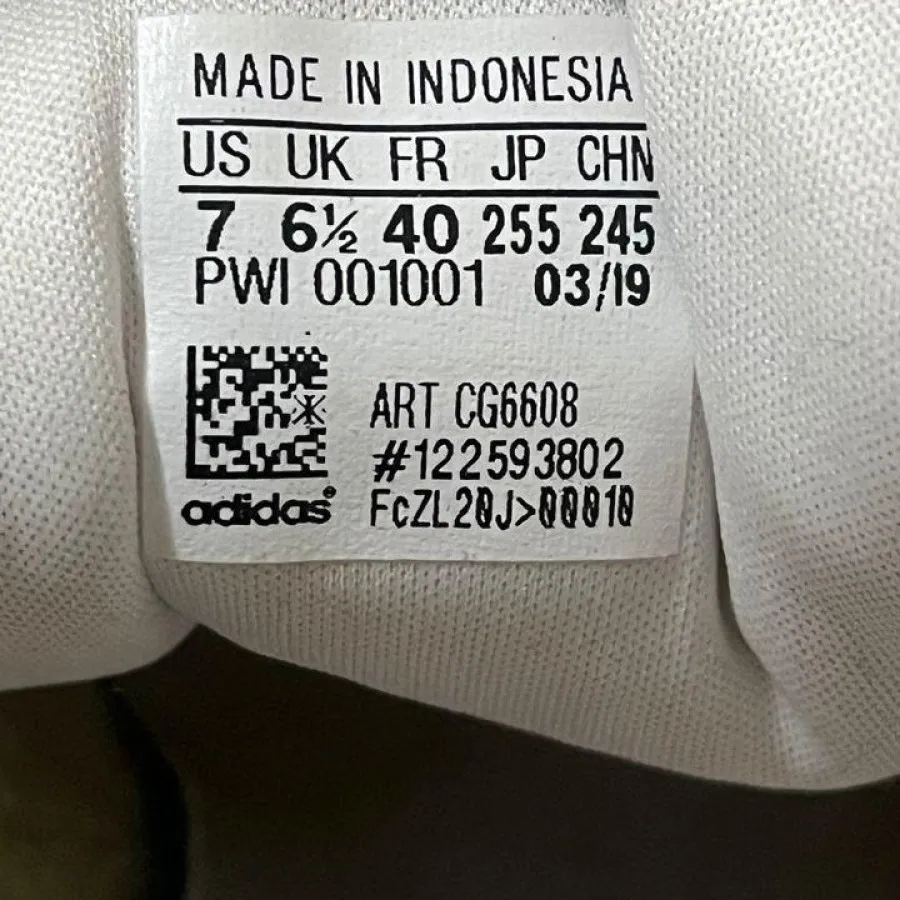 MADE IN INDONESIA
US UK FR JP CHN
7 6½ 40 255 245
PWI 001001 03/19
ART CG6608
#122593802
adidas® FcZL20J>00010